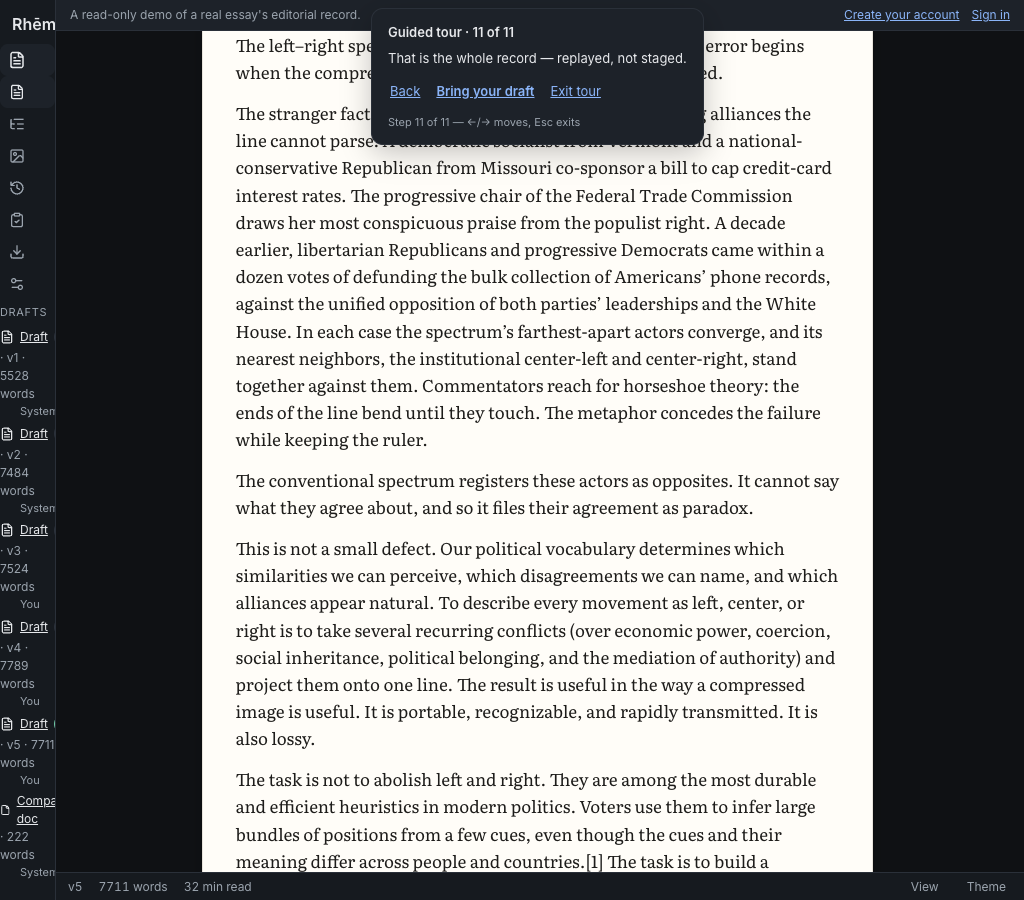 Rhēm
A read-only demo of a real essay's editorial record.
Create your account
Sign in
Guided tour · 11 of 11
That is the whole record — replayed, not staged.
Back
Bring your draft
Exit tour
Step 11 of 11 — ←/→ moves, Esc exits
DRAFTS
Draft
· v1 ·
5528
words
System
Draft
· v2 ·
7484
words
System
Draft
· v3 ·
7524
words
You
Draft
· v4 ·
7789
words
You
Draft
· v5 · 7711
words
You
Compa
doc
· 222
words
System
The left–right spe error begins
when the compre ed.
The stranger fact alliances the
line cannot parse. and a national-
conservative Republican from Missouri co-sponsor a bill to cap credit-card
interest rates. The progressive chair of the Federal Trade Commission
draws her most conspicuous praise from the populist right. A decade
earlier, libertarian Republicans and progressive Democrats came within a
dozen votes of defunding the bulk collection of Americans’ phone records,
against the unified opposition of both parties’ leaderships and the White
House. In each case the spectrum’s farthest-apart actors converge, and its
nearest neighbors, the institutional center-left and center-right, stand
together against them. Commentators reach for horseshoe theory: the
ends of the line bend until they touch. The metaphor concedes the failure
while keeping the ruler.
The conventional spectrum registers these actors as opposites. It cannot say
what they agree about, and so it files their agreement as paradox.
This is not a small defect. Our political vocabulary determines which
similarities we can perceive, which disagreements we can name, and which
alliances appear natural. To describe every movement as left, center, or
right is to take several recurring conflicts (over economic power, coercion,
social inheritance, political belonging, and the mediation of authority) and
project them onto one line. The result is useful in the way a compressed
image is useful. It is portable, recognizable, and rapidly transmitted. It is
also lossy.
The task is not to abolish left and right. They are among the most durable
and efficient heuristics in modern politics. Voters use them to infer large
bundles of positions from a few cues, even though the cues and their
meaning differ across people and countries.[1] The task is to build a
v5
7711 words
32 min read
View
Theme